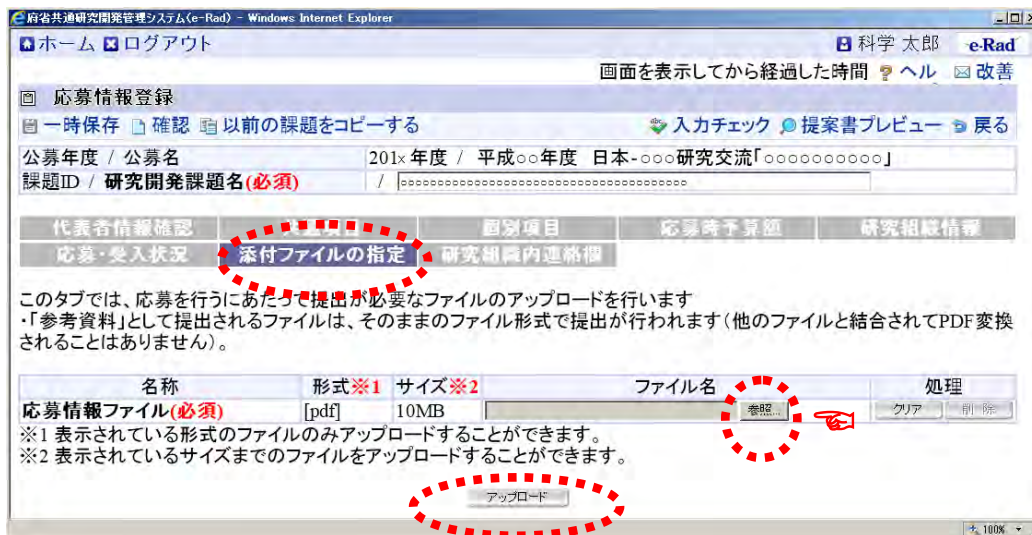 府省共通研究開発管理システム(e-Rad) - Windows Internet Explorer
ホーム ログアウト 科学 太郎 e-Rad
画面を表示してから経過した時間 ヘル 改善
応募情報登録
一時保存 確認 以前の課題をコピーする 入力チェック 提案書プレビュー 戻る
公募年度 / 公募名 201x年度 / 平成○○年度 日本-○○○研究交流「○○○○○○○○○○」
課題ID / 研究開発課題名(必須) / ○○○○○○○○○○○○○○○○○○○○○○○○○○○○○○○○○○○○○○○
代表者情報確認 共通項目 個別項目 応募時予算額 研究組織情報
応募・受入状況 添付ファイルの指定 研究組織内連絡欄
このタブでは、応募を行うにあたって提出が必要なファイルのアップロードを行います
・「参考資料」として提出されるファイルは、そのままのファイル形式で提出が行われます(他のファイルと結合されてPDF変換
されることはありません)。
名称 形式※1 サイズ※2 ファイル名 処理
応募情報ファイル(必須) [pdf] 10MB 参照... クリア 削除
※1 表示されている形式のファイルのみアップロードすることができます。
※2 表示されているサイズまでのファイルをアップロードすることができます。
アップロード
100%